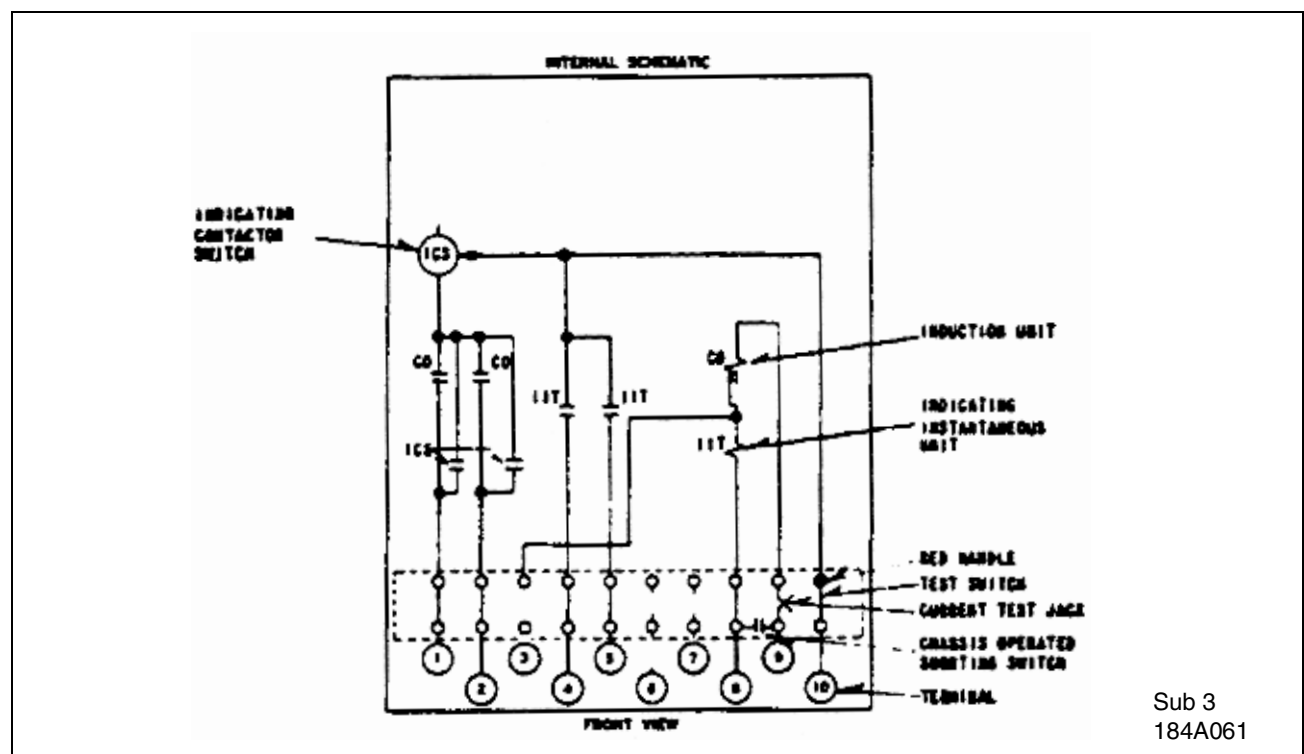 INTERNAL SCHEMATIC
INDICATING
CONTACTOR
SWITCH
ICS
CO
CO
IIT
IIT
ICS
CO
IIT
INDUCTION UNIT
INDICATING
INSTANTANEOUS
UNIT
RED HANDLE
TEST SWITCH
CURRENT TEST JACK
CHASSIS OPERATED
SHORTING SWITCH
TERMINAL
1
3
5
7
9
2
4
6
8
10
FRONT VIEW
Sub 3
184A061